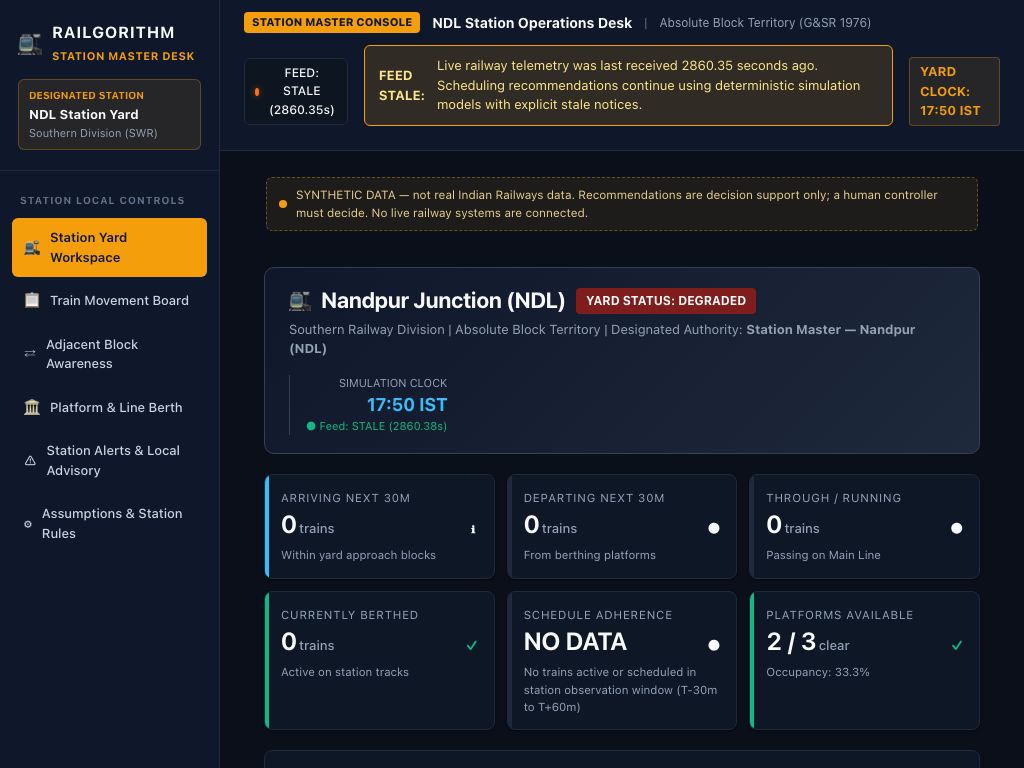 RAILGORITHM
STATION MASTER DESK
DESIGNATED STATION
NDL Station Yard
Southern Division (SWR)
STATION LOCAL CONTROLS
Station Yard
Workspace
Train Movement Board
Adjacent Block
Awareness
Platform & Line Berth
Station Alerts & Local
Advisory
Assumptions & Station
Rules
STATION MASTER CONSOLE NDL Station Operations Desk | Absolute Block Territory (G&SR 1976)
FEED:
STALE
(2860.35s)
FEED
STALE:
Live railway telemetry was last received 2860.35 seconds ago.
Scheduling recommendations continue using deterministic simulation
models with explicit stale notices.
YARD
CLOCK:
17:50 IST
SYNTHETIC DATA — not real Indian Railways data. Recommendations are decision support only; a human controller
must decide. No live railway systems are connected.
Nandpur Junction (NDL) YARD STATUS: DEGRADED
Southern Railway Division | Absolute Block Territory | Designated Authority: Station Master — Nandpur
(NDL)
SIMULATION CLOCK
17:50 IST
Feed: STALE (2860.38s)
ARRIVING NEXT 30M
0 trains
Within yard approach blocks
DEPARTING NEXT 30M
0 trains
From berthing platforms
THROUGH / RUNNING
0 trains
Passing on Main Line
CURRENTLY BERTHED
0 trains
Active on station tracks
SCHEDULE ADHERENCE
NO DATA
No trains active or scheduled in
station observation window (T-30m
to T+60m)
PLATFORMS AVAILABLE
2 / 3 clear
Occupancy: 33.3%